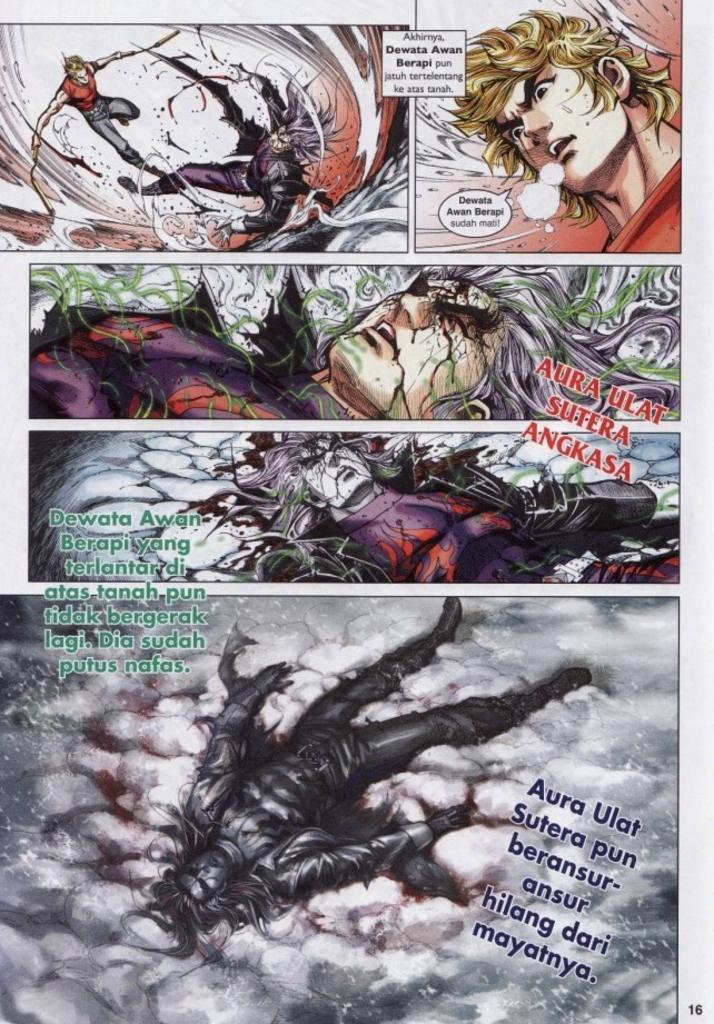 Akhirnya,
Dewata Awan
Berapi pun
jatuh tertelentang
ke atas tanah.
Dewata
Awan Berapi
sudah mati!
AURA ULAT
SUTERA
ANGKASA
Dewata Awan
Berapi yang
terlantar di
atas tanah pun
tidak bergerak
lagi. Dia sudah
putus nafas.
Aura Ulat
Sutera pun
beransur-
ansur
hilang dari
mayatnya.
16